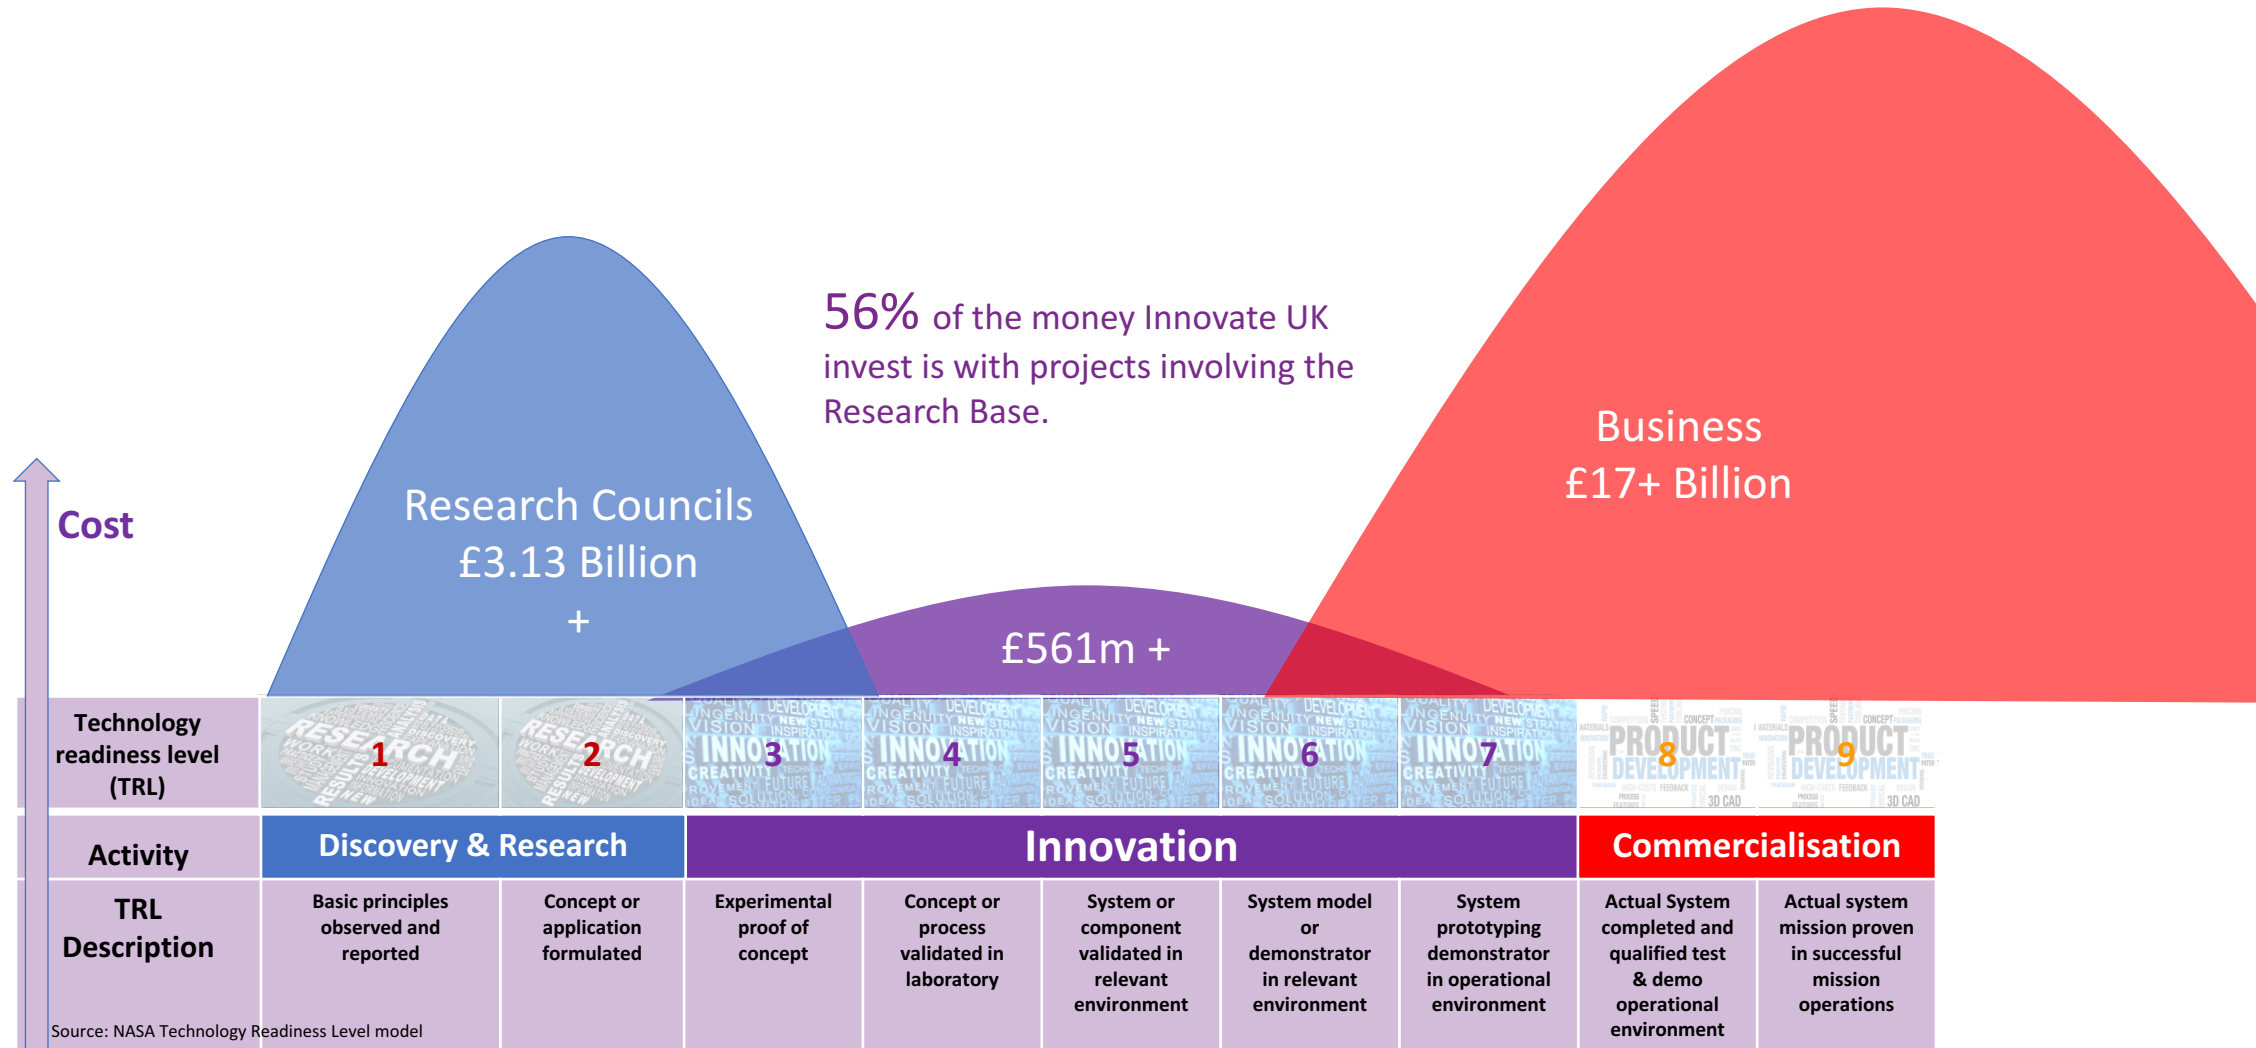 56% of the money Innovate UK
invest is with projects involving the
Research Base.
Research Councils
£3.13 Billion
+
£561m +
Business
£17+ Billion
Cost
Technology
readiness level
(TRL)
1
2
3
4
5
6
7
8
9
Activity
Discovery & Research
Innovation
Commercialisation
TRL
Description
Basic principles
observed and
reported
Concept or
application
formulated
Experimental
proof of
concept
Concept or
process
validated in
laboratory
System or
component
validated in
relevant
environment
System model
or
demonstrator
in relevant
environment
System
prototyping
demonstrator
in operational
environment
Actual System
completed and
qualified test
& demo
operational
environment
Actual system
mission proven
in successful
mission
operations
Source: NASA Technology Readiness Level model